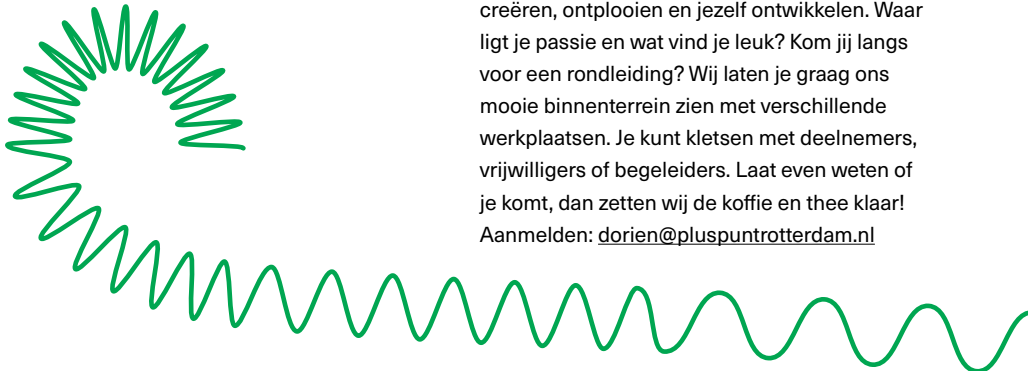 creëren, ontplooien en jezelf ontwikkelen. Waar
ligt je passie en wat vind je leuk? Kom jij langs
voor een rondleiding? Wij laten je graag ons
mooie binnenterrein zien met verschillende
werkplaatsen. Je kunt kletsen met deelnemers,
vrijwilligers of begeleiders. Laat even weten of
je komt, dan zetten wij de koffie en thee klaar!
Aanmelden: dorien@pluspuntrotterdam.nl